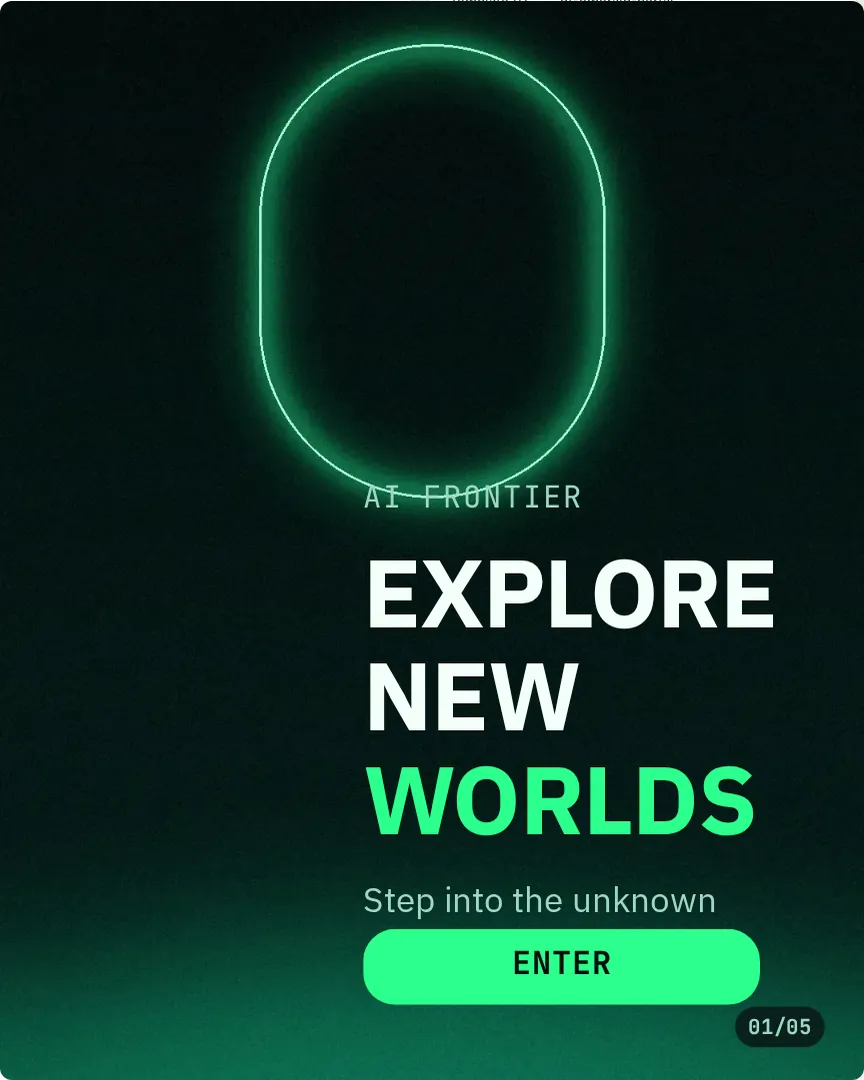 AI FRONTIER
EXPLORE
NEW
WORLDS
Step into the unknown
ENTER
01/05